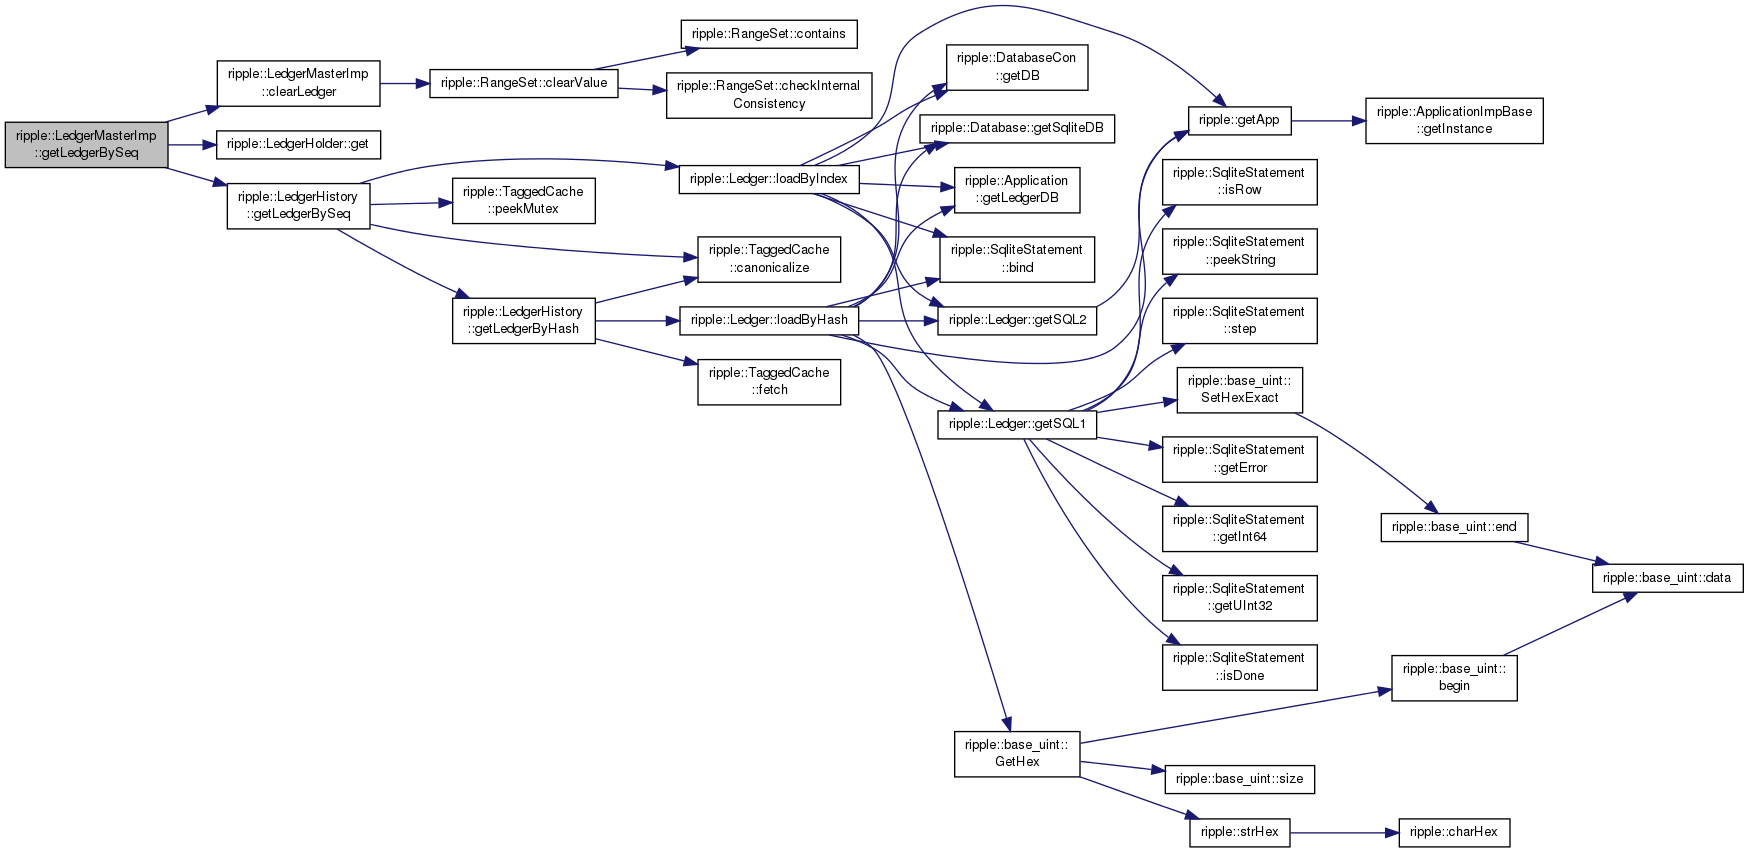 ripple::LedgerMasterImp
::getLedgerBySeq
ripple::LedgerMasterImp
::clearLedger
ripple::LedgerHolder::get
ripple::LedgerHistory
::getLedgerBySeq
ripple::RangeSet::clearValue
ripple::TaggedCache
::peekMutex
ripple::LedgerHistory
::getLedgerByHash
ripple::RangeSet::contains
ripple::RangeSet::checkInternal
Consistency
ripple::Ledger::loadByIndex
ripple::TaggedCache
::canonicalize
ripple::Ledger::loadByHash
ripple::TaggedCache
::fetch
ripple::DatabaseCon
::getDB
ripple::Database::getSqliteDB
ripple::Application
::getLedgerDB
ripple::SqliteStatement
::bind
ripple::Ledger::getSQL2
ripple::Ledger::getSQL1
ripple::base_uint::
GetHex
ripple::getApp
ripple::SqliteStatement
::isRow
ripple::SqliteStatement
::peekString
ripple::SqliteStatement
::step
ripple::base_uint::
SetHexExact
ripple::SqliteStatement
::getError
ripple::SqliteStatement
::getInt64
ripple::SqliteStatement
::getUInt32
ripple::SqliteStatement
::isDone
ripple::base_uint::size
ripple::strHex
ripple::ApplicationImpBase
::getInstance
ripple::base_uint::end
ripple::base_uint::
begin
ripple::charHex
ripple::base_uint::data